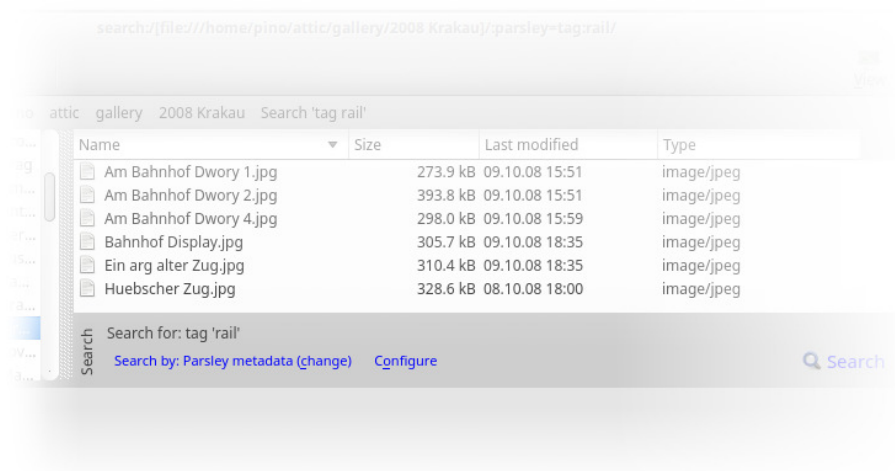 search:/[file:///home/pino/attic/gallery/2008 Krakau]/:parsley=tag:rail/
View
attic gallery 2008 Krakau Search 'tag rail'
Name Size Last modified Type
Am Bahnhof Dwory 1.jpg 273.9 kB 09.10.08 15:51 image/jpeg
Am Bahnhof Dwory 2.jpg 393.8 kB 09.10.08 15:51 image/jpeg
Am Bahnhof Dwory 4.jpg 298.0 kB 09.10.08 15:59 image/jpeg
Bahnhof Display.jpg 305.7 kB 09.10.08 18:35 image/jpeg
Ein arg alter Zug.jpg 310.4 kB 09.10.08 18:35 image/jpeg
Huebscher Zug.jpg 328.6 kB 08.10.08 18:00 image/jpeg
Search
Search for: tag 'rail'
Search by: Parsley metadata (change) Configure
Search